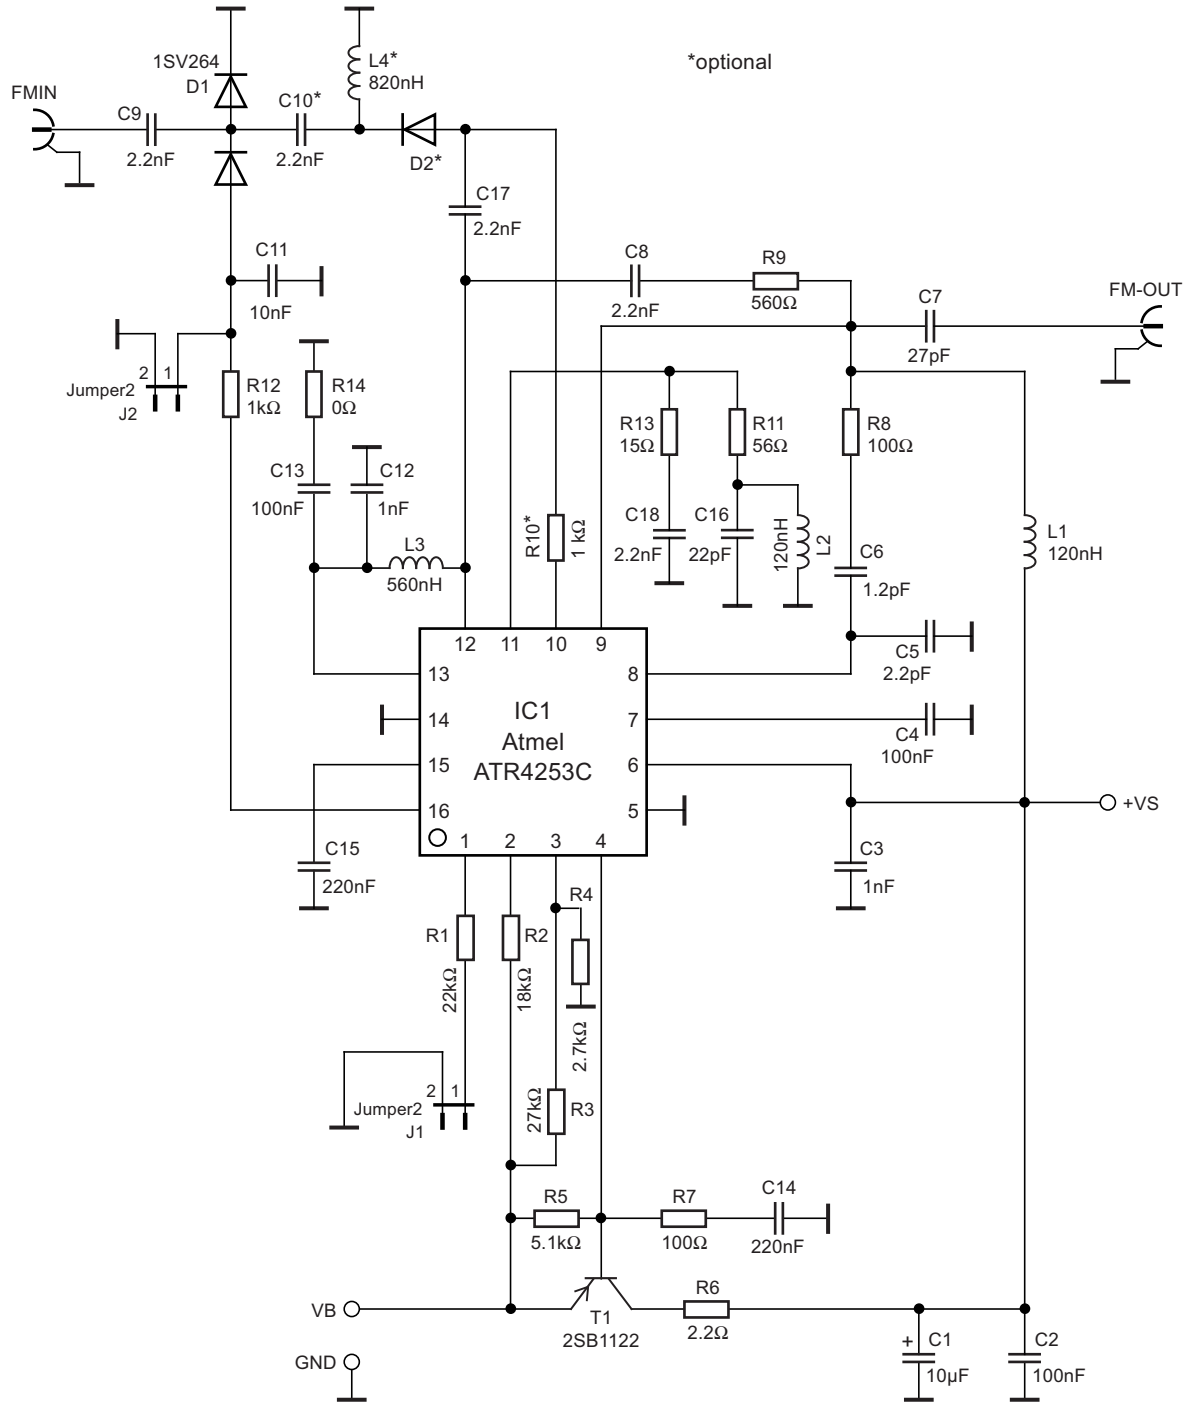 1SV264
D1
L4*
820nH
*optional
FMIN
C9
2.2nF
C10*
2.2nF
D2*
C17
2.2nF
C11
10nF
C8
2.2nF
R9
560Ω
C7
27pF
FM-OUT
2 1
Jumper2
J2
R12
1kΩ
R14
0Ω
R13
15Ω
R11
56Ω
R8
100Ω
C13
100nF
C12
1nF
R10*
1 kΩ
C18
2.2nF
C16
22pF
120nH
L2
L1
120nH
L3
560nH
C6
1.2pF
12 11 10 9
13
14
15
16
8
7
6
5
IC1
Atmel
ATR4253C
1 2 3 4
C5
2.2pF
C4
100nF
+VS
C15
220nF
C3
1nF
R1
22kΩ
R2
18kΩ
R4
2.7kΩ
27kΩ
R3
2 1
Jumper2
J1
R5
5.1kΩ
R7
100Ω
C14
220nF
VB
T1
2SB1122
R6
2.2Ω
GND
+
C1
10µF
C2
100nF